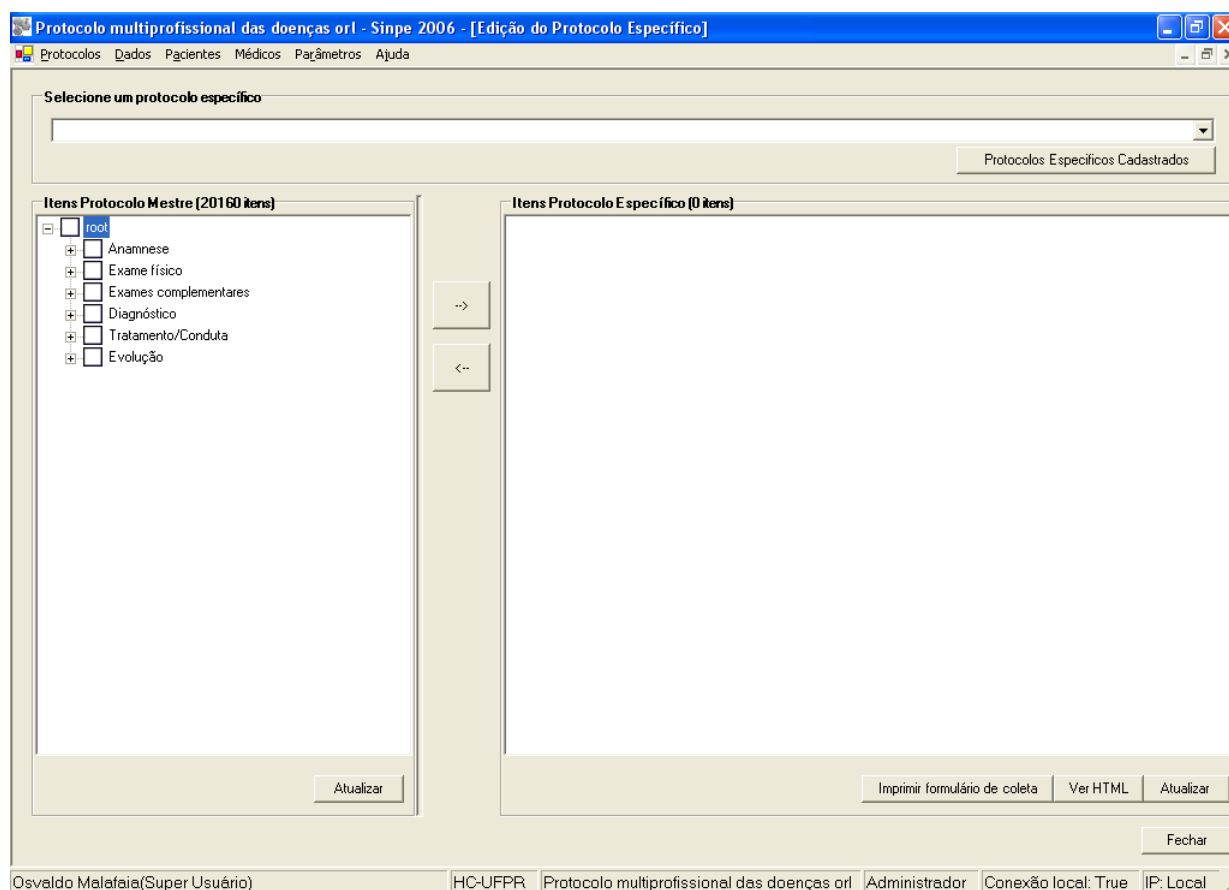 Protocolo multiprofissional das doenças orl - Sinpe 2006 - [Edição do Protocolo Específico]
Protocolos Dados Pacientes Médicos Parâmetros Ajuda
Selecione um protocolo específico
Protocolos Especificos Cadastrados
Itens Protocolo Mestre (20160 itens)
root
Anamnese
Exame físico
Exames complementares
Diagnóstico
Tratamento/Conduta
Evolução
Atualizar
-->
<--
Itens Protocolo Específico (0 itens)
Imprimir formulário de coleta Ver HTML Atualizar
Fechar
Osvaldo Malafaia(Super Usuário) HC-UFPR Protocolo multiprofissional das doenças orl Administrador Conexão local: True IP: Local